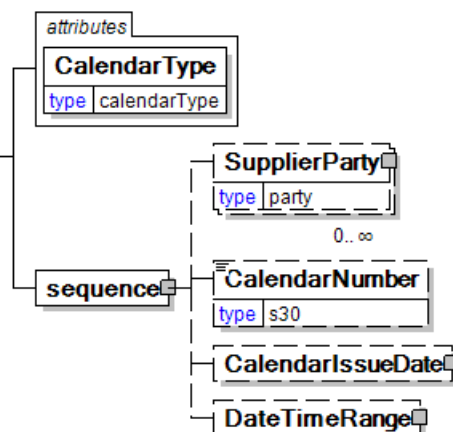 attributes
CalendarType
type calendarType
SupplierParty
type party
0.. ∞
sequence
CalendarNumber
type s30
CalendarIssueDate
DateTimeRange